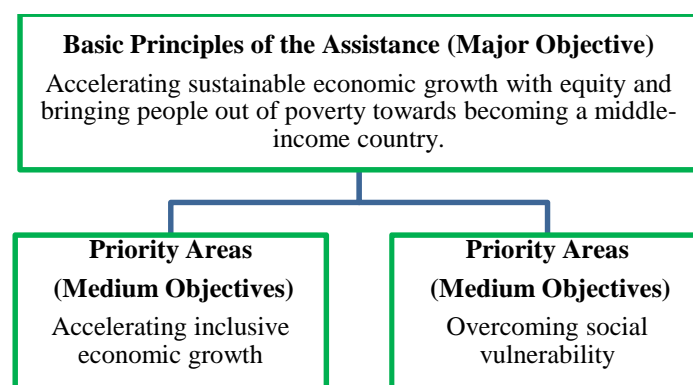 Basic Principles of the Assistance (Major Objective)
Accelerating sustainable economic growth with equity and
bringing people out of poverty towards becoming a middle-
income country.
Priority Areas
(Medium Objectives)
Accelerating inclusive
economic growth
Priority Areas
(Medium Objectives)
Overcoming social
vulnerability